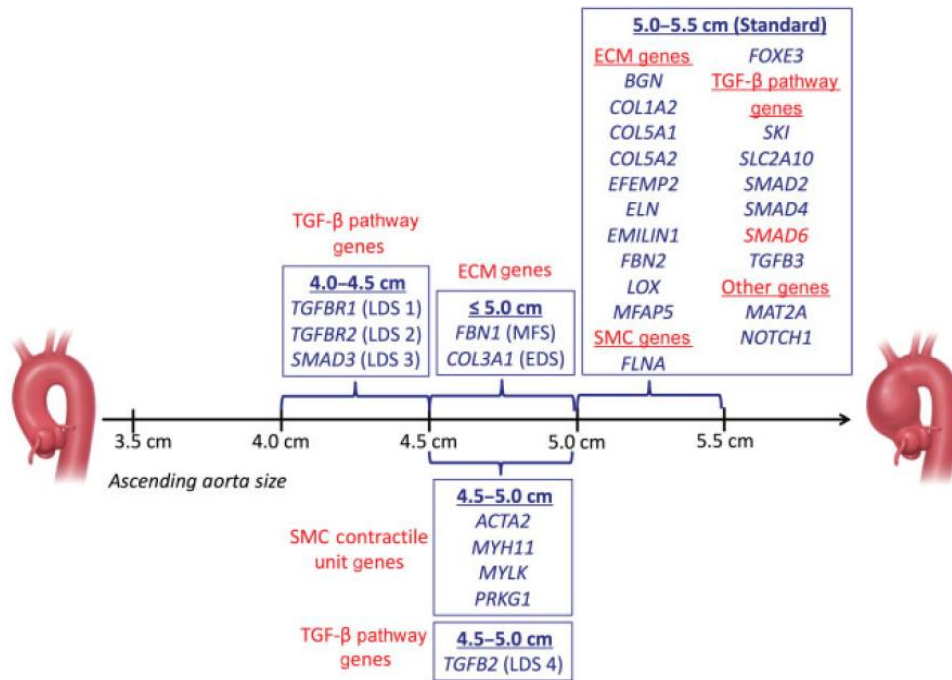 5.0–5.5 cm (Standard)
ECM genes
BGN
COL1A2
COL5A1
COL5A2
EFEMP2
ELN
EMILIN1
FBN2
LOX
MFAP5
SMC genes
FLNA
FOXE3
TGF-β pathway
genes
SKI
SLC2A10
SMAD2
SMAD4
SMAD6
TGFB3
Other genes
MAT2A
NOTCH1
TGF-β pathway
genes
4.0–4.5 cm
TGFBR1 (LDS 1)
TGFBR2 (LDS 2)
SMAD3 (LDS 3)
ECM genes
≤ 5.0 cm
FBN1 (MFS)
COL3A1 (EDS)
3.5 cm
4.0 cm
4.5 cm
5.0 cm
5.5 cm
Ascending aorta size
SMC contractile
unit genes
4.5–5.0 cm
ACTA2
MYH11
MYLK
PRKG1
TGF-β pathway
genes
4.5–5.0 cm
TGFB2 (LDS 4)